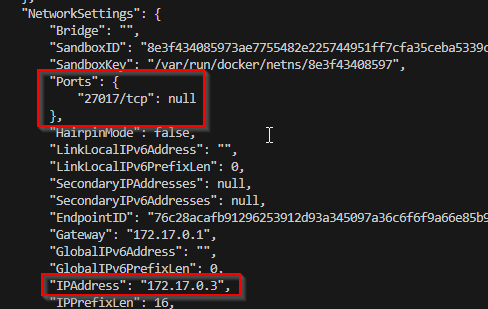 "NetworkSettings": {
"Bridge": "",
"SandboxID": "8e3f434085973ae7755482e225744951ff7cfa35ceba5339c
"SandboxKey": "/var/run/docker/netns/8e3f43408597",
"Ports": {
"27017/tcp": null
},
"HairpinMode": false,
"LinkLocalIPv6Address": "",
"LinkLocalIPv6PrefixLen": 0,
"SecondaryIPAddresses": null,
"SecondaryIPv6Addresses": null,
"EndpointID": "76c28acafb91296253912d93a345097a36c6f6f9a66e85b9
"Gateway": "172.17.0.1",
"GlobalIPv6Address": "",
"GlobalIPv6PrefixLen": 0,
"IPAddress": "172.17.0.3",
"IPPrefixLen": 16,